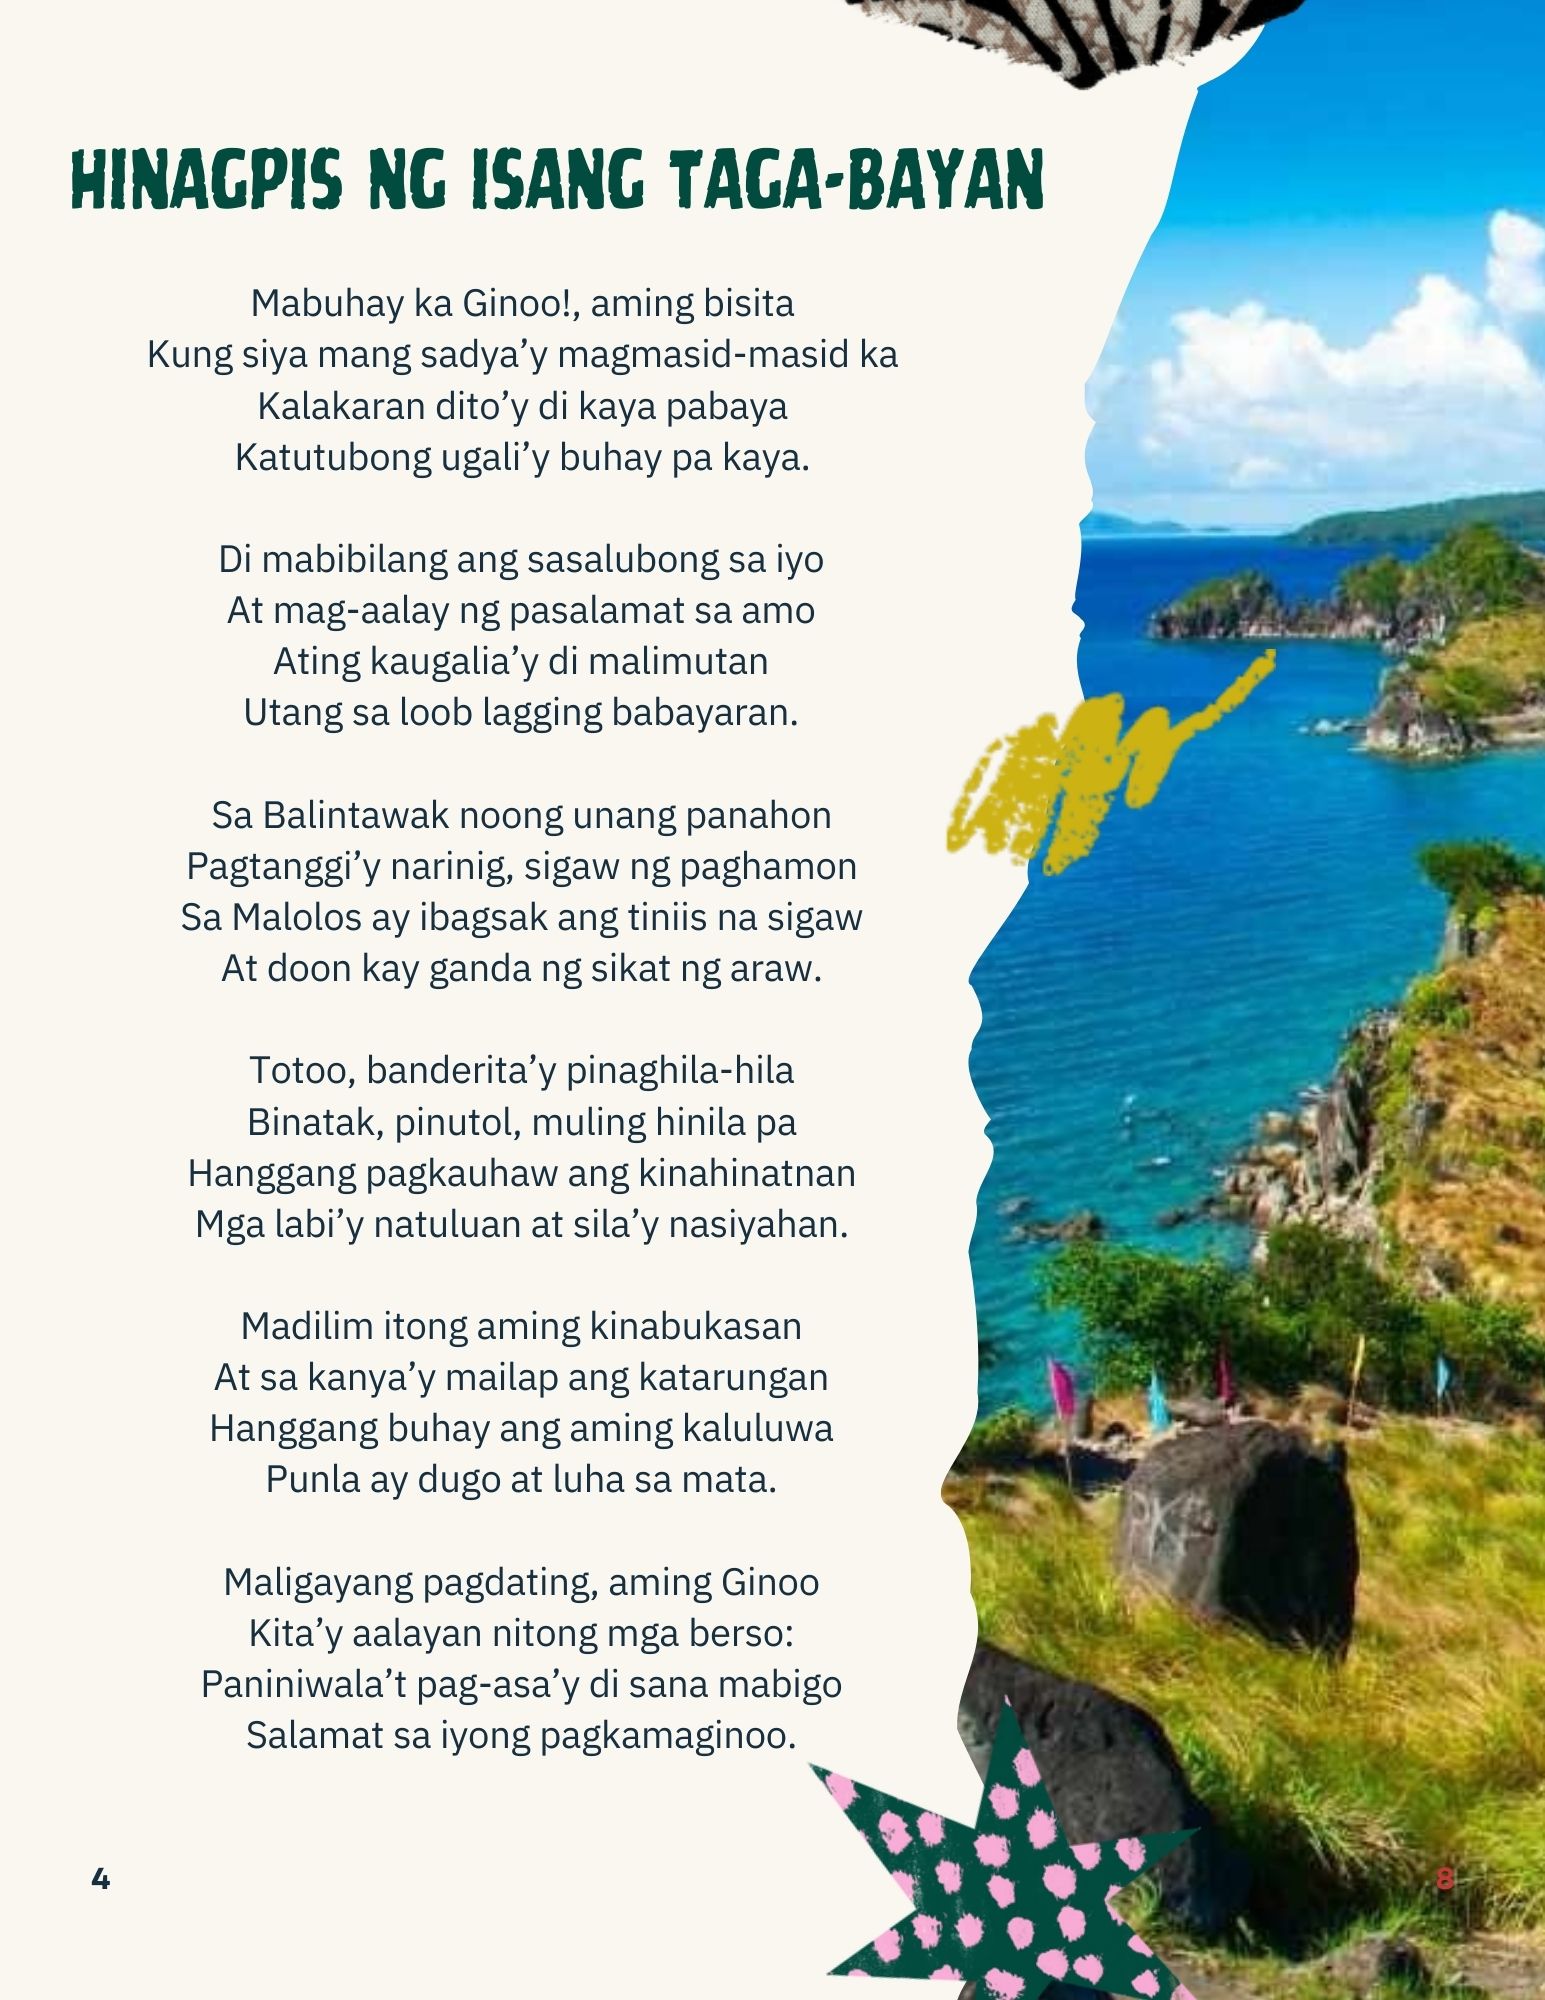 HINAGPIS NG ISANG TAGA-BAYAN
Mabuhay ka Ginoo!, aming bisita
Kung siya mang sadya’y magmasid-masid ka
Kalakaran dito’y di kaya pabaya
Katutubong ugali’y buhay pa kaya.
Di mabibilang ang sasalubong sa iyo
At mag-aalay ng pasalamat sa amo
Ating kaugalia’y di malimutan
Utang sa loob lagging babayaran.
Sa Balintawak noong unang panahon
Pagtanggi’y narinig, sigaw ng paghamon
Sa Malolos ay ibagsak ang tiniis na sigaw
At doon kay ganda ng sikat ng araw.
Totoo, banderita’y pinaghila-hila
Binatak, pinutol, muling hinila pa
Hanggang pagkauhaw ang kinahinatnan
Mga labi’y natuluan at sila’y nasiyahan.
Madilim itong aming kinabukasan
At sa kanya’y mailap ang katarungan
Hanggang buhay ang aming kaluluwa
Punla ay dugo at luha sa mata.
Maligayang pagdating, aming Ginoo
Kita’y aalayan nitong mga berso:
Paniniwala’t pag-asa’y di sana mabigo
Salamat sa iyong pagkamaginoo.
4
8